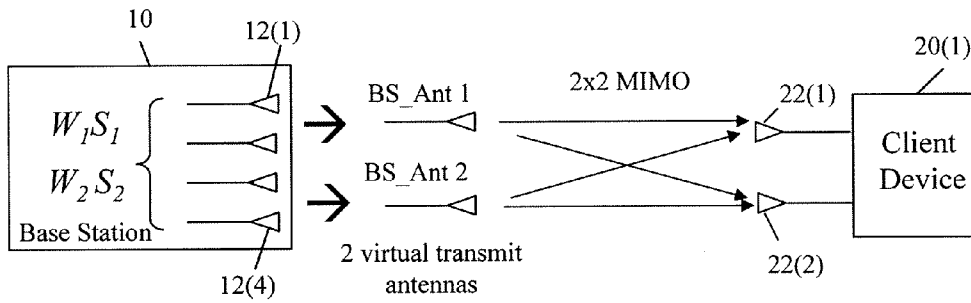 10
12(1)
20(1)
BS_Ant 1
2x2 MIMO
22(1)
W₁S₁
W₂S₂
BS_Ant 2
Client
Device
Base Station
12(4)
2 virtual transmit
antennas
22(2)